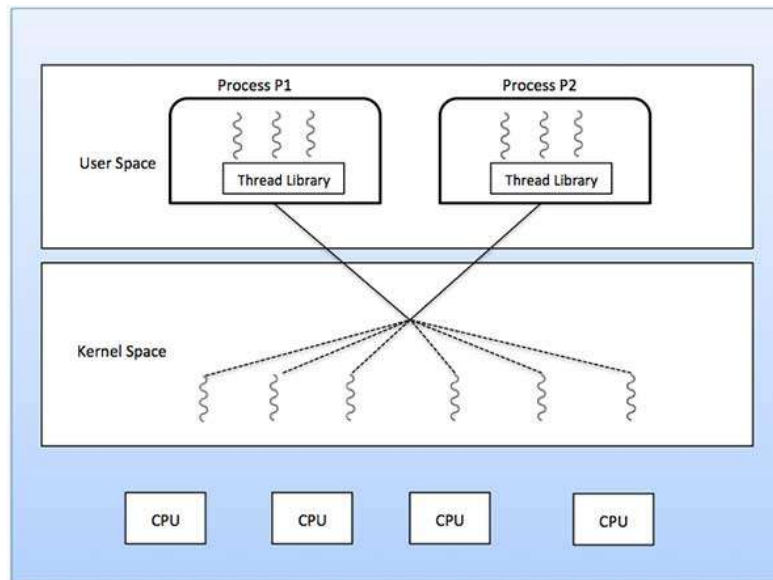 Process P1
Process P2
User Space
Thread Library
Thread Library
Kernel Space
CPU
CPU
CPU
CPU